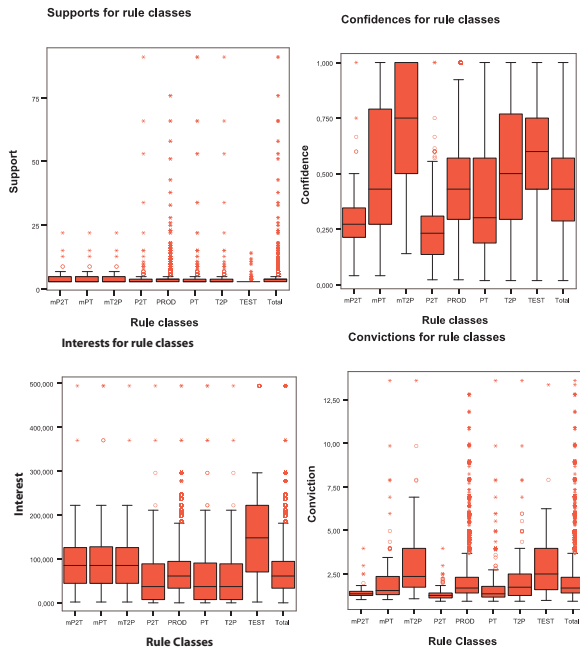 Supports for rule classes
Support
75
50
25
0
mP2T mPT mT2P P2T PROD PT T2P TEST Total
Rule classes
Confidences for rule classes
Confidence
1,000
0,750
0,500
0,250
0,000
mP2T mPT mT2P P2T PROD PT T2P TEST Total
Rule classes
Interests for rule classes
Interest
500,000
400,000
300,000
200,000
100,000
0,000
mP2T mPT mT2P P2T PROD PT T2P TEST Total
Rule Classes
Convictions for rule classes
Conviction
12,50
10,00
7,50
5,00
2,50
mP2T mPT mT2P P2T PROD PT T2P TEST Total
Rule Classes